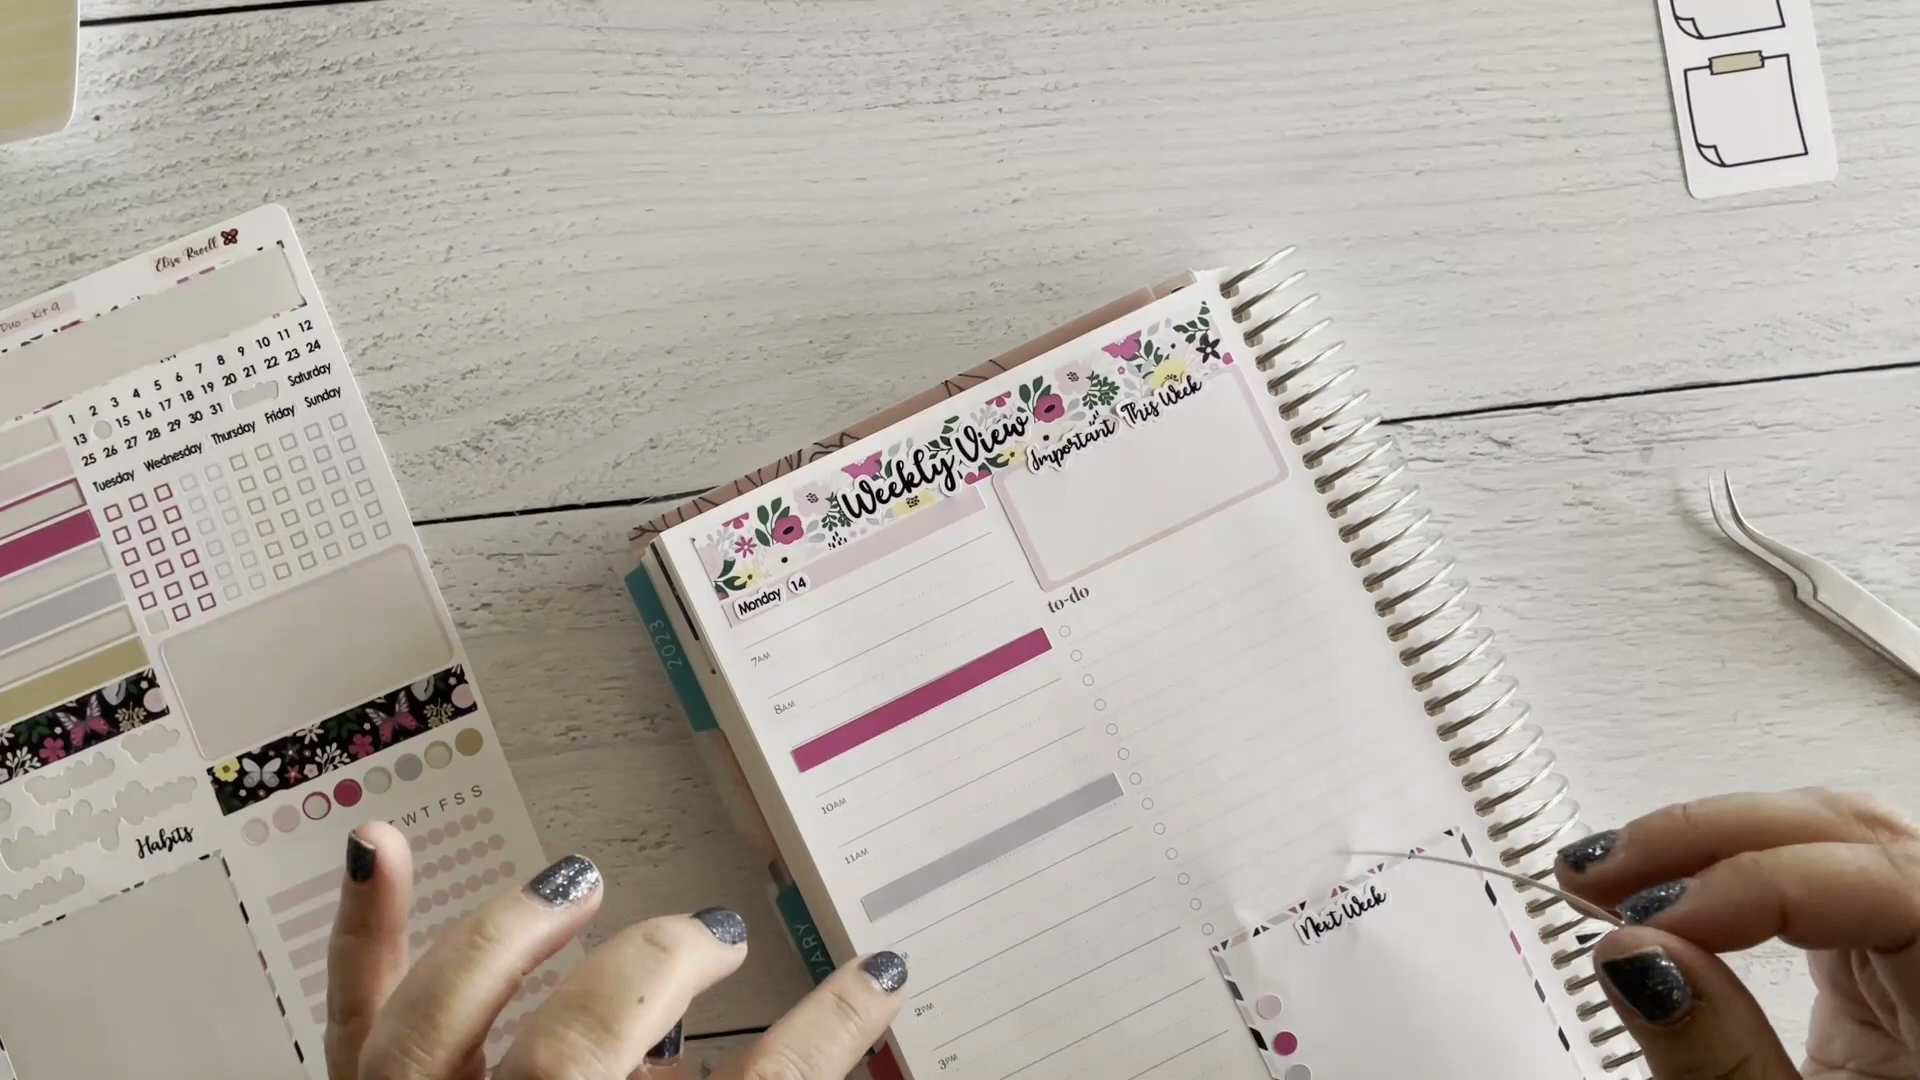 Elisa Ravell
Duo - Kit 9
1 2 3 4 5 6 7 8 9 10 11 12
13 15 16 17 18 19 20 21 22 23 24
25 26 27 28 29 30 31
Saturday
Tuesday Wednesday Thursday Friday Sunday
Habits
T W T F S S
2023
Weekly View
Important This Week
Monday 14
to-do
7AM
8AM
10AM
11AM
2PM
3PM
Next Week